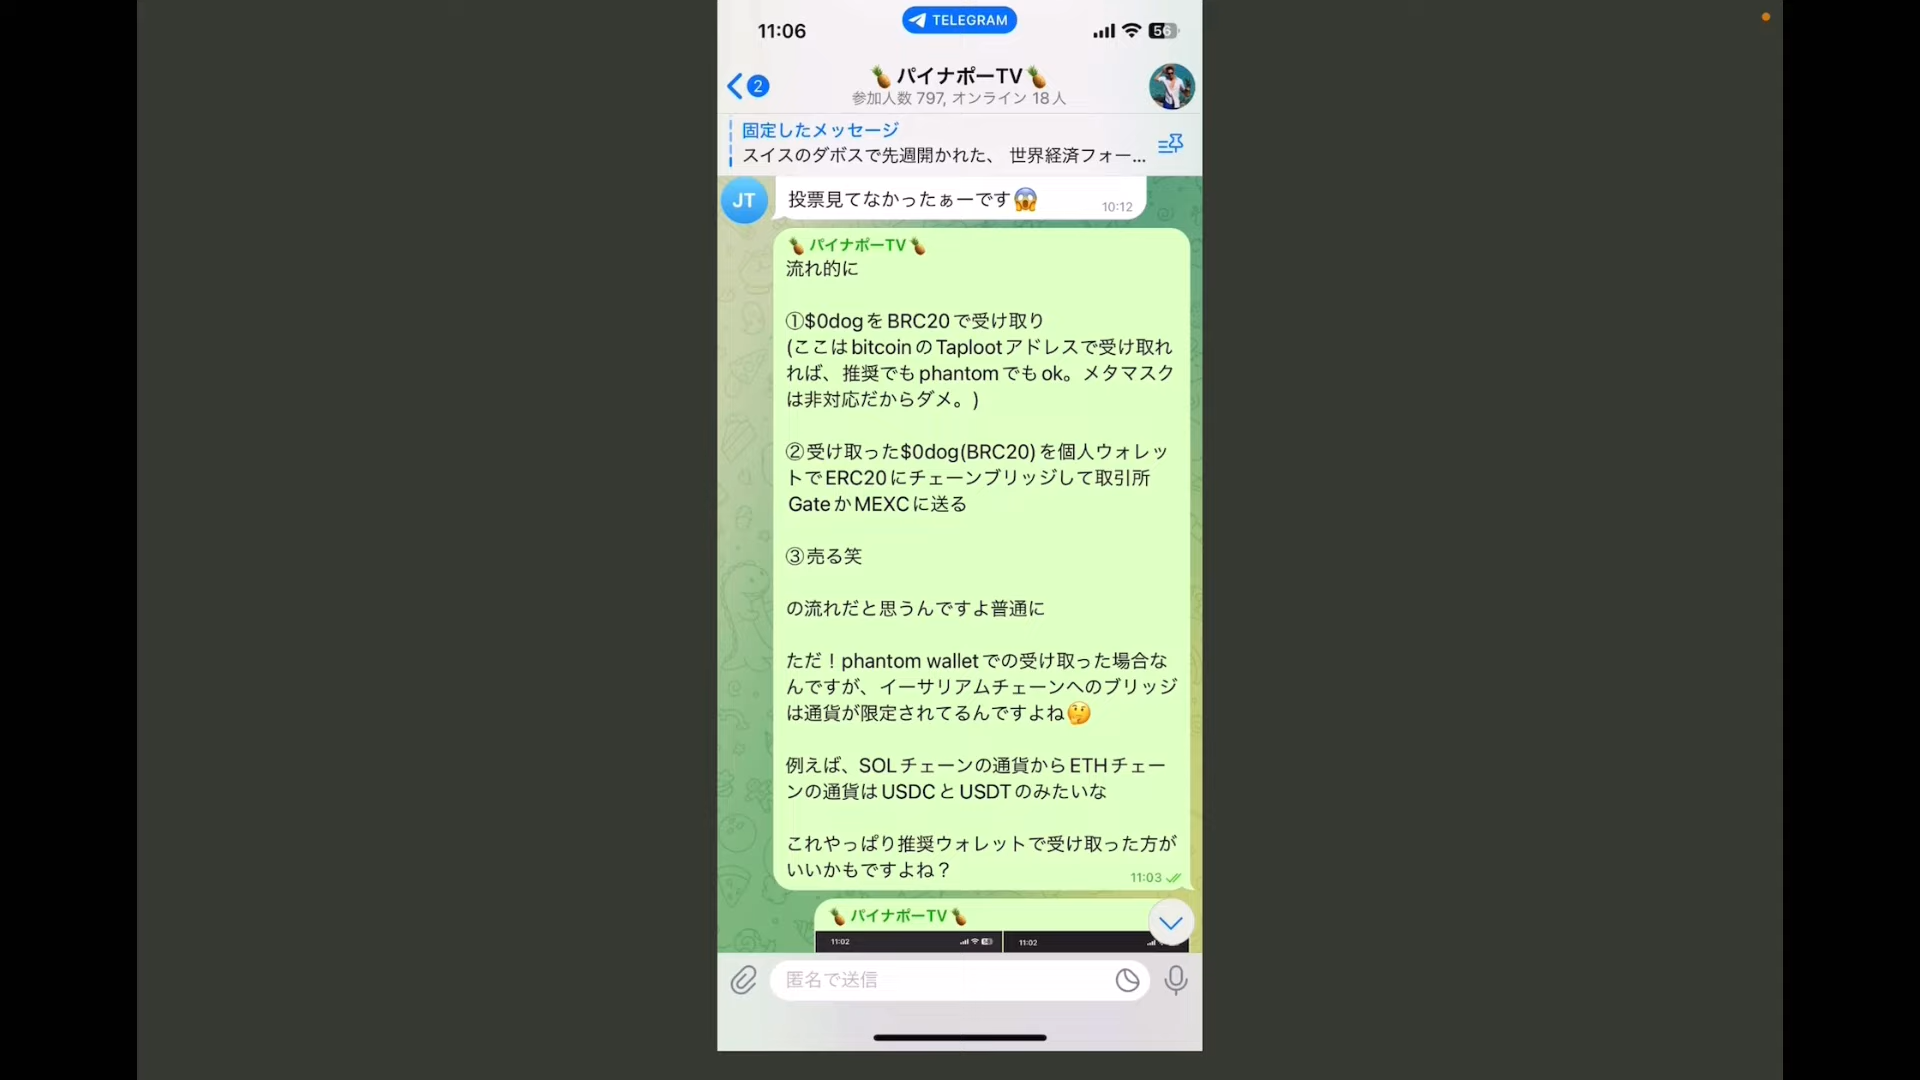 11:06
TELEGRAM
56
2
🍍パイナポーTV🍍
参加人数 797, オンライン 18人
固定したメッセージ
スイスのダボスで先週開かれた、 世界経済フォー...
JT
投票見てなかったぁーです😱
10:12
🍍パイナポーTV🍍
流れ的に
①$0dogをBRC20で受け取り
(ここはbitcoinのTaplootアドレスで受け取れ
れば、推奨でもphantomでもok。メタマスク
は非対応だからダメ。)
②受け取った$0dog(BRC20)を個人ウォレッ
トでERC20にチェーンブリッジして取引所
GateかMEXCに送る
③売る笑
の流れだと思うんですよ普通に
ただ！phantom walletでの受け取った場合な
んですが、イーサリアムチェーンへのブリッジ
は通貨が限定されてるんですよね🤔
例えば、SOLチェーンの通貨からETHチェー
ンの通貨はUSDCとUSDTのみたいな
これやっぱり推奨ウォレットで受け取った方が
いいかもですよね？
11:03
🍍パイナポーTV🍍
11:02
11:02
匿名で送信